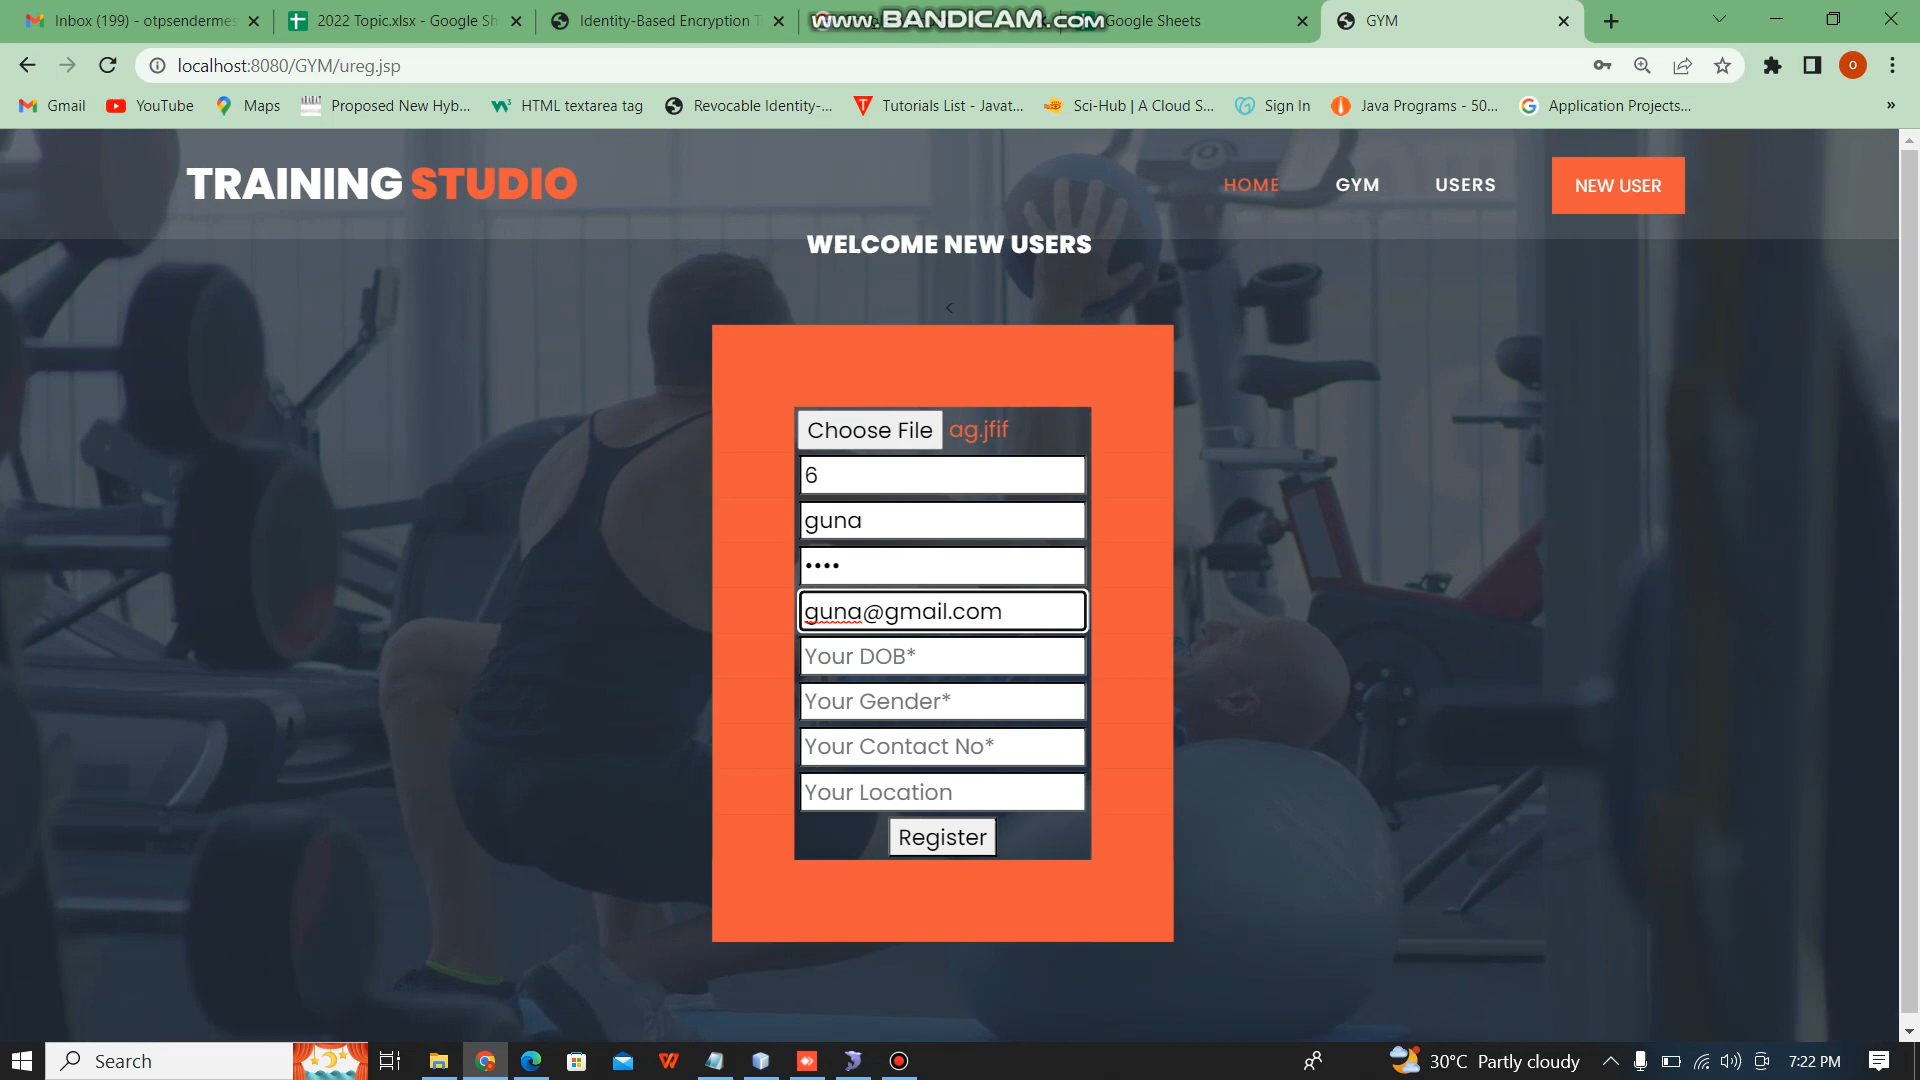 Inbox (199) - otpsendermes
2022 Topic.xlsx - Google Sh
Identity-Based Encryption T
www.BANDICAM.com
Google Sheets
GYM
localhost:8080/GYM/ureg.jsp
O
Gmail
YouTube
Maps
Proposed New Hyb...
HTML textarea tag
Revocable Identity-...
Tutorials List - Javat...
Sci-Hub | A Cloud S...
Sign In
Java Programs - 50...
Application Projects...
»
TRAINING STUDIO
HOME
GYM
USERS
NEW USER
WELCOME NEW USERS
<
Choose File ag.jfif
6
guna
••••
guna@gmail.com
Your DOB*
Your Gender*
Your Contact No*
Your Location
Register
Search
30°C Partly cloudy
7:22 PM